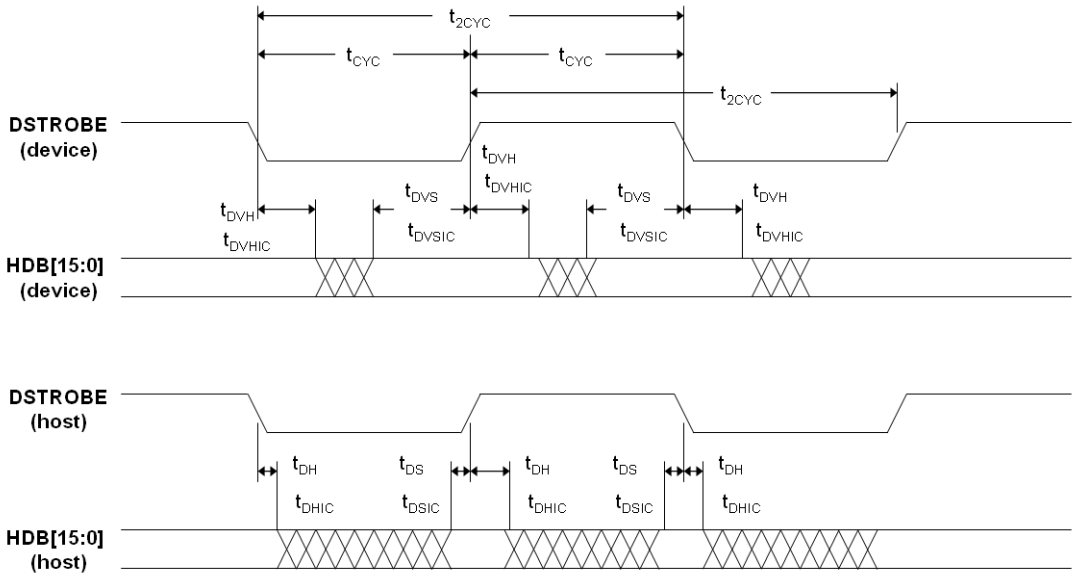 t2CYC
tCYC tCYC
t2CYC
DSTROBE
(device)
tDVH
tDVHIC
tDVS
tDVSIC
tDVH
tDVHIC
tDVS
tDVSIC
tDVH
tDVHIC
HDB[15:0]
(device)
DSTROBE
(host)
tDH
tDHIC
tDS
tDSIC
tDH
tDHIC
tDS
tDSIC
tDH
tDHIC
HDB[15:0]
(host)